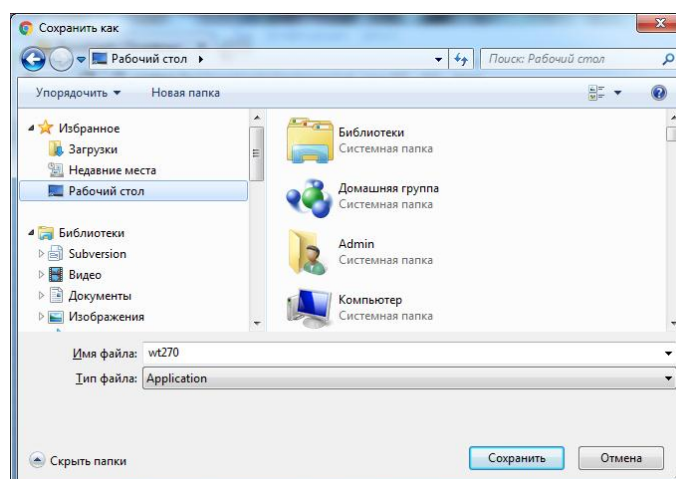 Сохранить как
Рабочий стол
Поиск: Рабочий стол
Упорядочить
Новая папка
Избранное
Загрузки
Недавние места
Рабочий стол
Библиотеки
Subversion
Видео
Документы
Изображения
Библиотеки
Системная папка
Домашняя группа
Системная папка
Admin
Системная папка
Компьютер
Системная папка
Имя файла: wt270
Тип файла: Application
Скрыть папки
Сохранить
Отмена